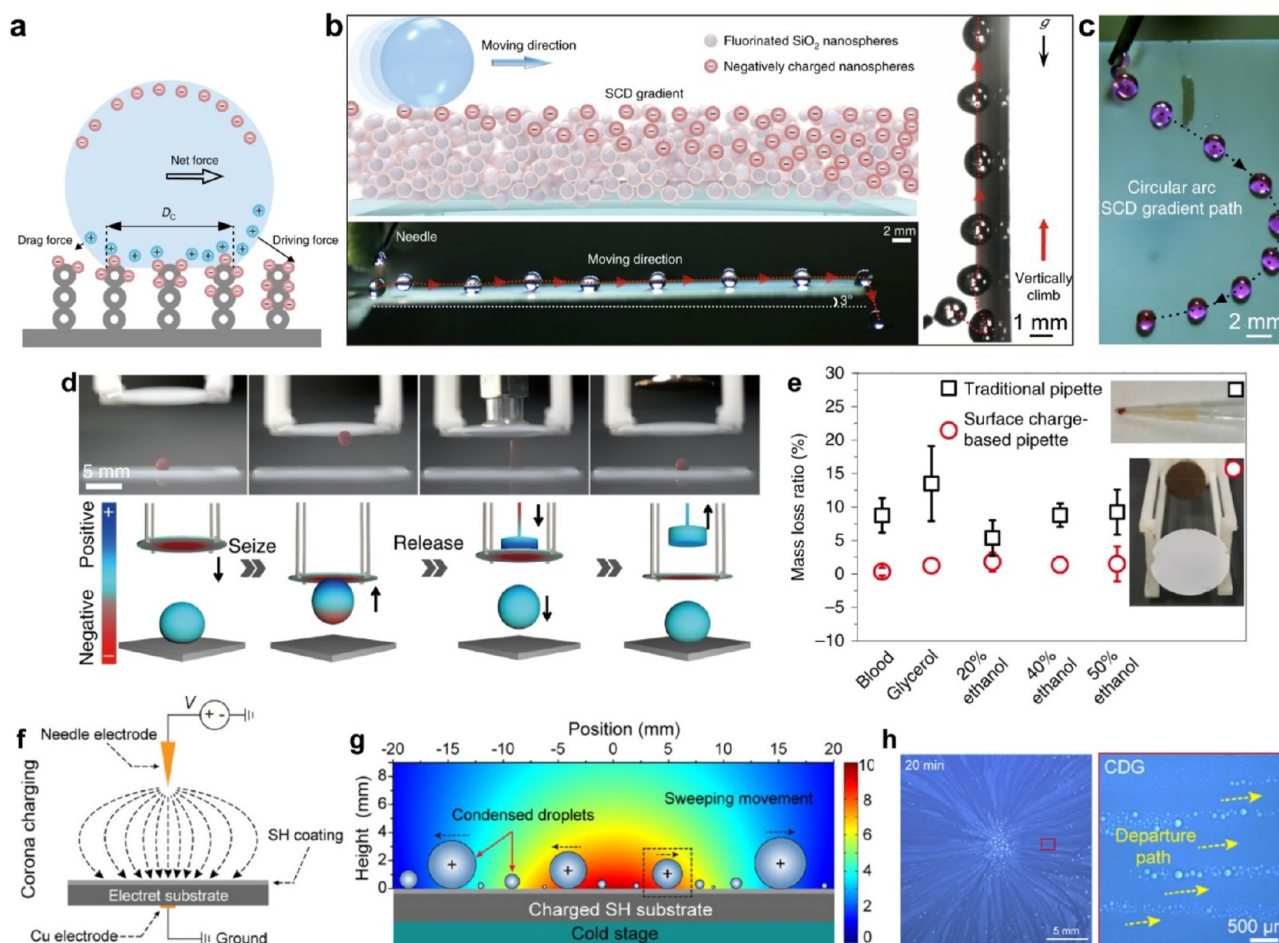 a
Net force
D_C
Drag force
Driving force
b
Moving direction
Fluorinated SiO₂ nanospheres
Negatively charged nanospheres
SCD gradient
Needle
2 mm
Moving direction
3°
g
Vertically
climb
1 mm
c
Circular arc
SCD gradient path
2 mm
d
5 mm
Positive
Negative
+
−
Seize
Release
e
Mass loss ratio (%)
30
25
20
15
10
5
0
−5
−10
Traditional pipette
Surface charge-
based pipette
Blood
Glycerol
20%
ethanol
40%
ethanol
50%
ethanol
f
Corona charging
V
+ -
Needle electrode
SH coating
Electret substrate
Cu electrode
Ground
g
Position (mm)
-20 -15 -10 -5 0 5 10 15 20
Height (mm)
8
6
4
2
0
Condensed droplets
Sweeping movement
+ + + +
Charged SH substrate
Cold stage
10
8
6
4
2
0
h
20 min
5 mm
CDG
Departure
path
500 μm